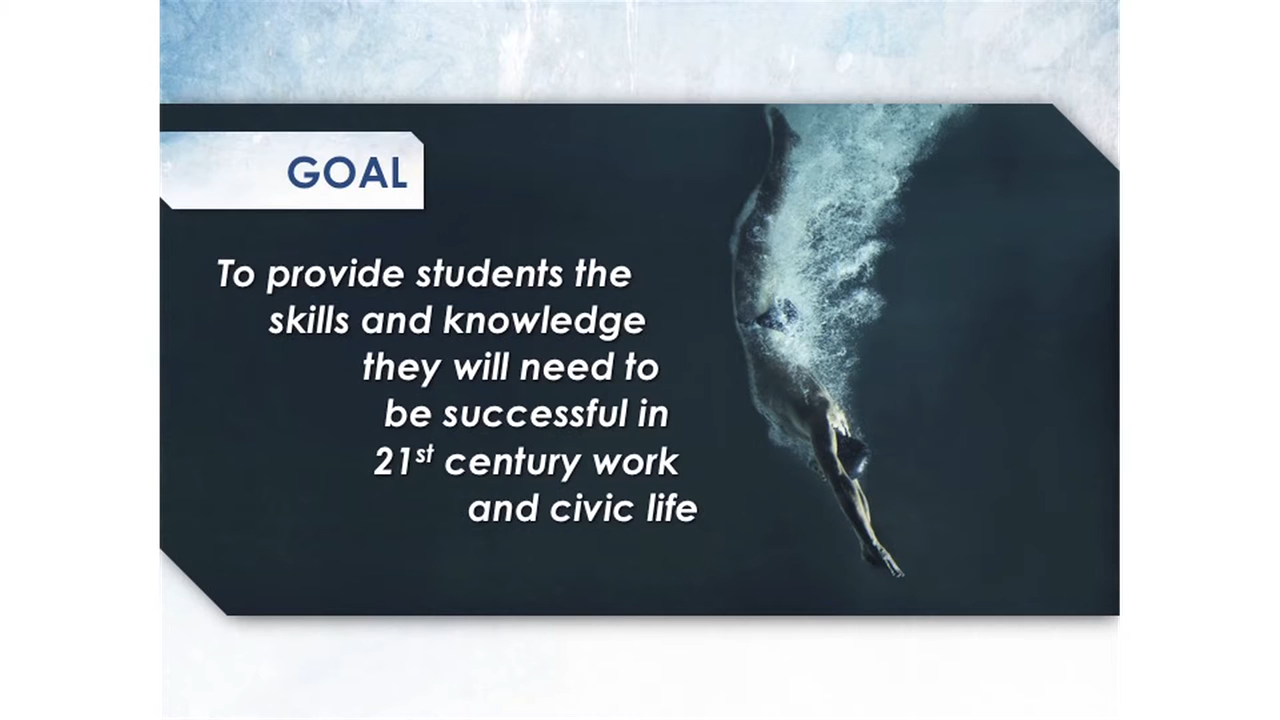 GOAL
To provide students the
skills and knowledge
they will need to
be successful in
21st century work
and civic life